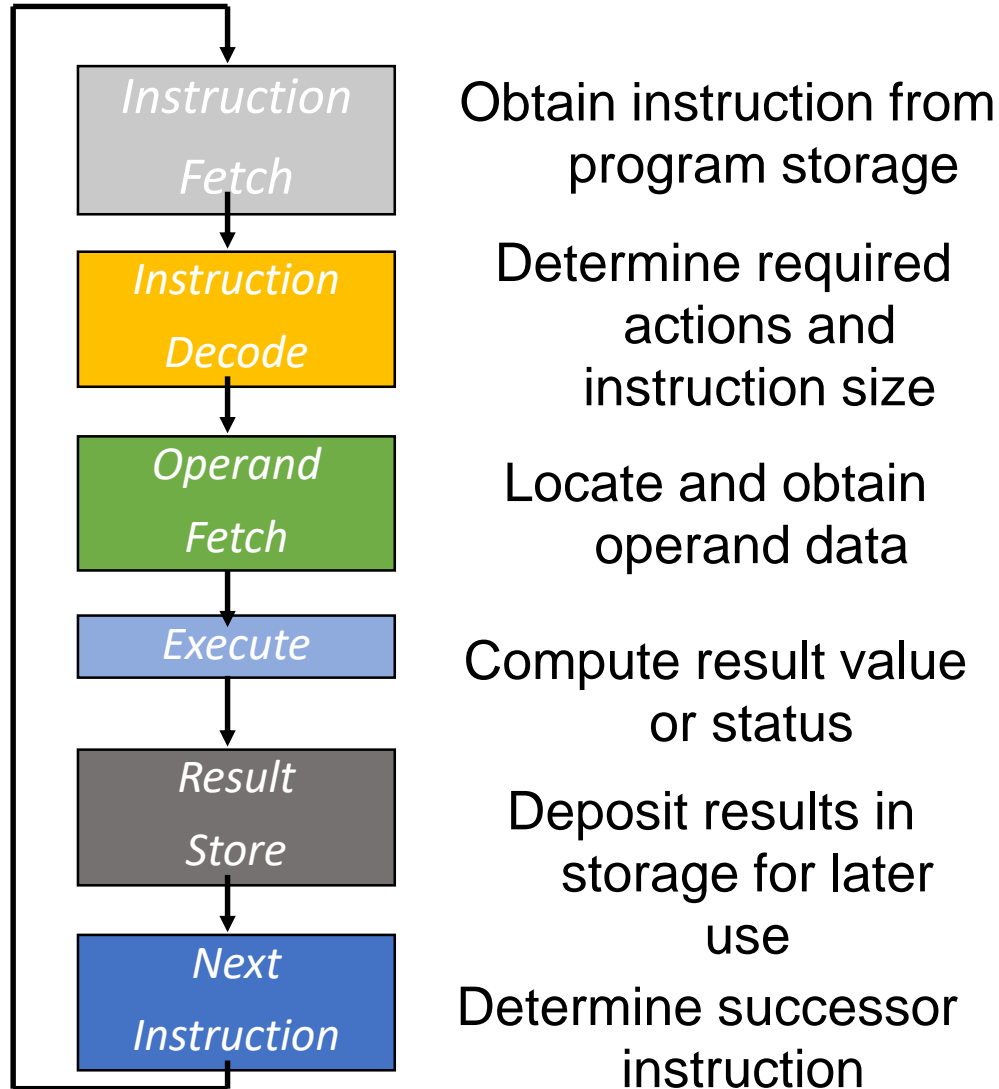 Instruction
Fetch
Obtain instruction from
program storage
Instruction
Decode
Determine required
actions and
instruction size
Operand
Fetch
Locate and obtain
operand data
Execute
Compute result value
or status
Result
Store
Deposit results in
storage for later
use
Next
Instruction
Determine successor
instruction